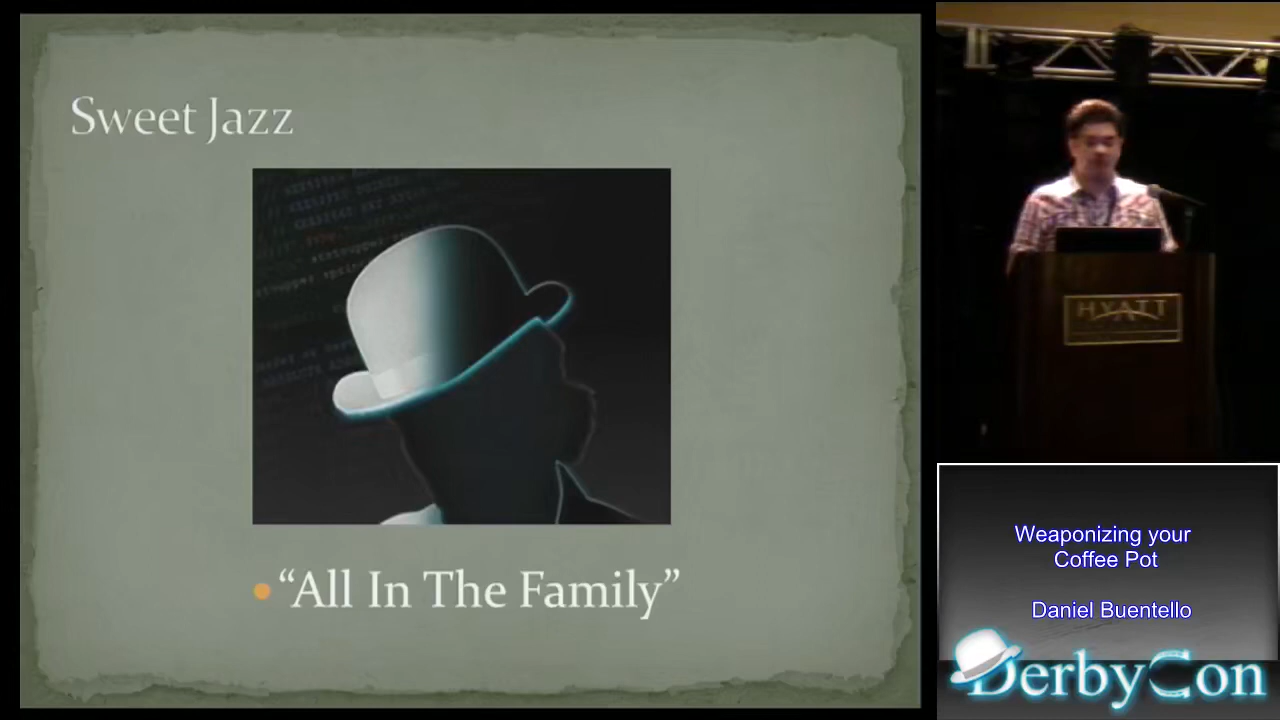 Sweet Jazz
• “All In The Family”
HYATT
Weaponizing your
Coffee Pot
Daniel Buentello
DerbyCon